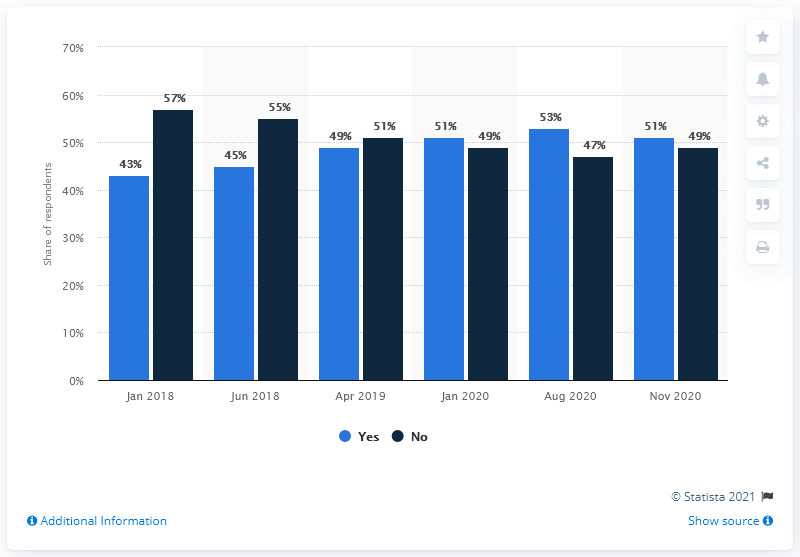 70%
60%
50%
40%
30%
20%
10%
0%
Share of respondents
43%
57%
45%
55%
49%
51%
51%
49%
53%
47%
51%
49%
Jan 2018
Jun 2018
Apr 2019
Jan 2020
Aug 2020
Nov 2020
Yes
No
© Statista 2021
Additional Information
Show source